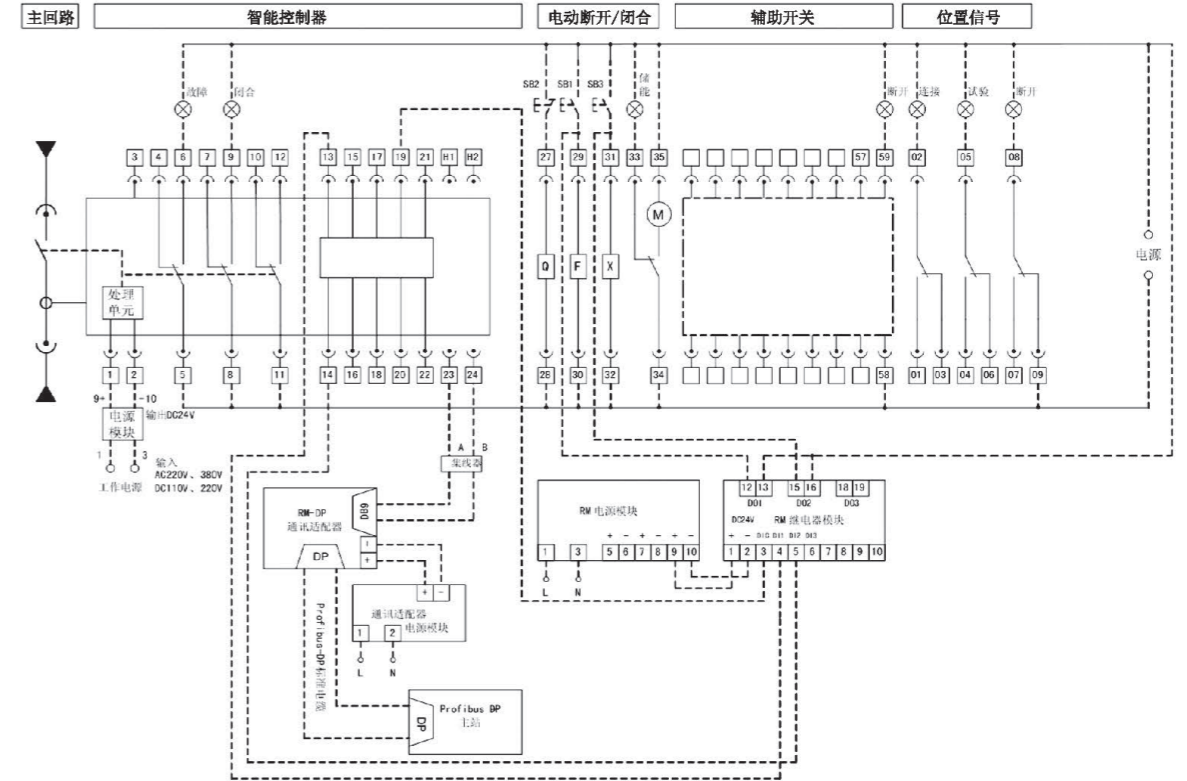 主回路 智能控制器 电动断开/闭合 辅助开关 位置信号
故障 闭合 SB2 SB1 SB3 储能 断开 连接 试验 断开
3 4 6 7 9 10 12 13 15 17 19 21 H1 H2 27 29 31 33 35 57 59 02 05 08
M
电源
Q F X
处理
单元
1 2 5 8 11 14 16 18 20 22 23 24 28 30 32 34 58 01 03 04 06 07 09
9+ -10
电源
模块
输出DC24V
1 3
输入
AC220V、380V
工作电源 DC110V、220V
A B
集线器
RM-DP
通讯适配器
DB9
DP
- +
+ -
通讯适配器
电源模块
1 2
L N
Profibus-DP标准电缆
Profibus DP
主站
DP
RM 电源模块
+ - + - + -
1 3 5 6 7 8 9 10
L N
12 13 15 16 18 19
DO1 DO2 DO3
DC24V RM 继电器模块
+ - DI0 DI1 DI2 DI3
1 2 3 4 5 6 7 8 9 10